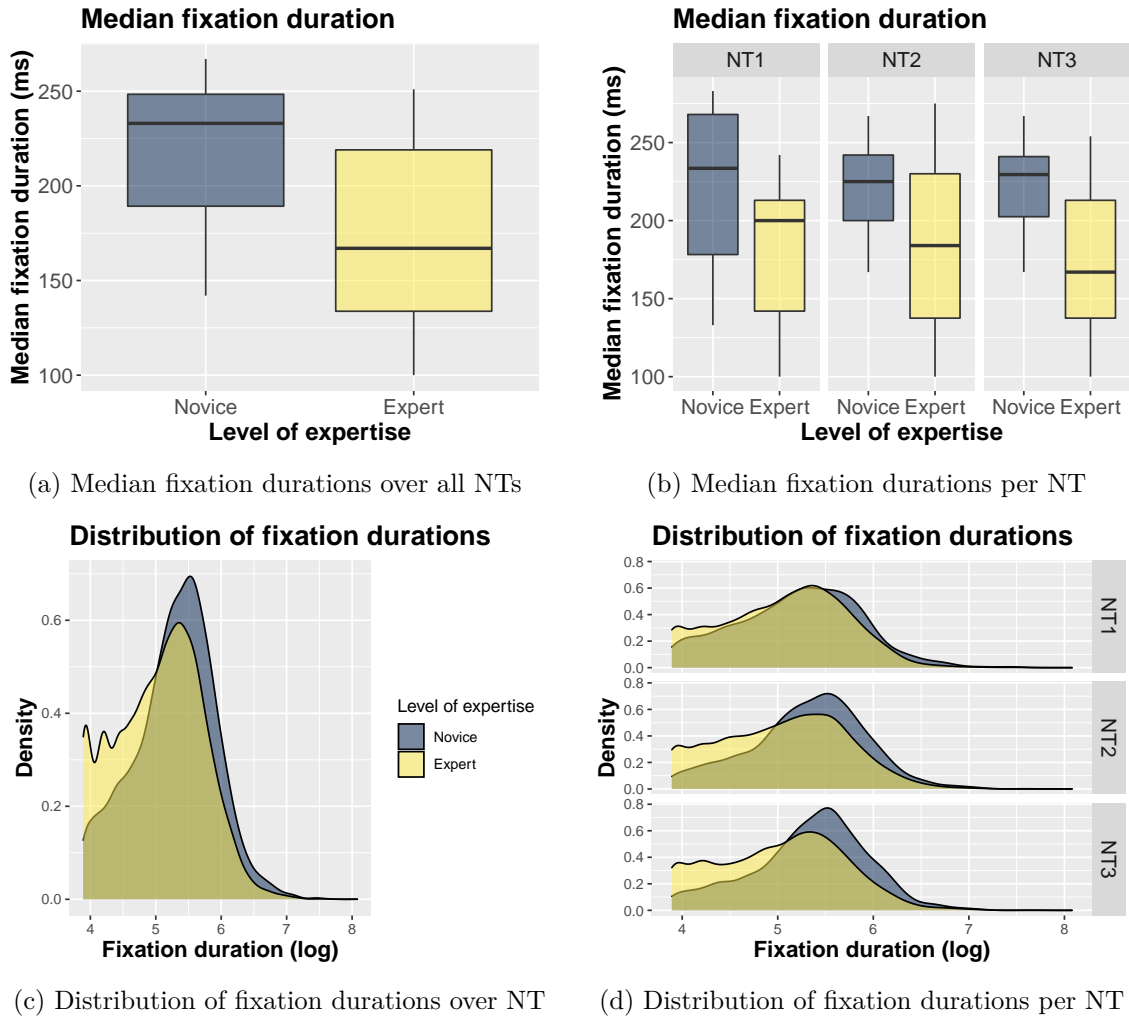 Median fixation duration
Median fixation duration (ms)
250
200
150
100
Novice
Expert
Level of expertise
(a) Median fixation durations over all NTs
Median fixation duration
NT1
NT2
NT3
Median fixation duration (ms)
250
200
150
100
Novice Expert
Novice Expert
Novice Expert
Level of expertise
(b) Median fixation durations per NT
Distribution of fixation durations
Density
0.6
0.4
0.2
0.0
4
5
6
7
8
Fixation duration (log)
Level of expertise
Novice
Expert
(c) Distribution of fixation durations over NT
Distribution of fixation durations
Density
0.8
0.6
0.4
0.2
0.0
NT1
0.8
0.6
0.4
0.2
0.0
NT2
0.8
0.6
0.4
0.2
0.0
NT3
4
5
6
7
8
Fixation duration (log)
(d) Distribution of fixation durations per NT